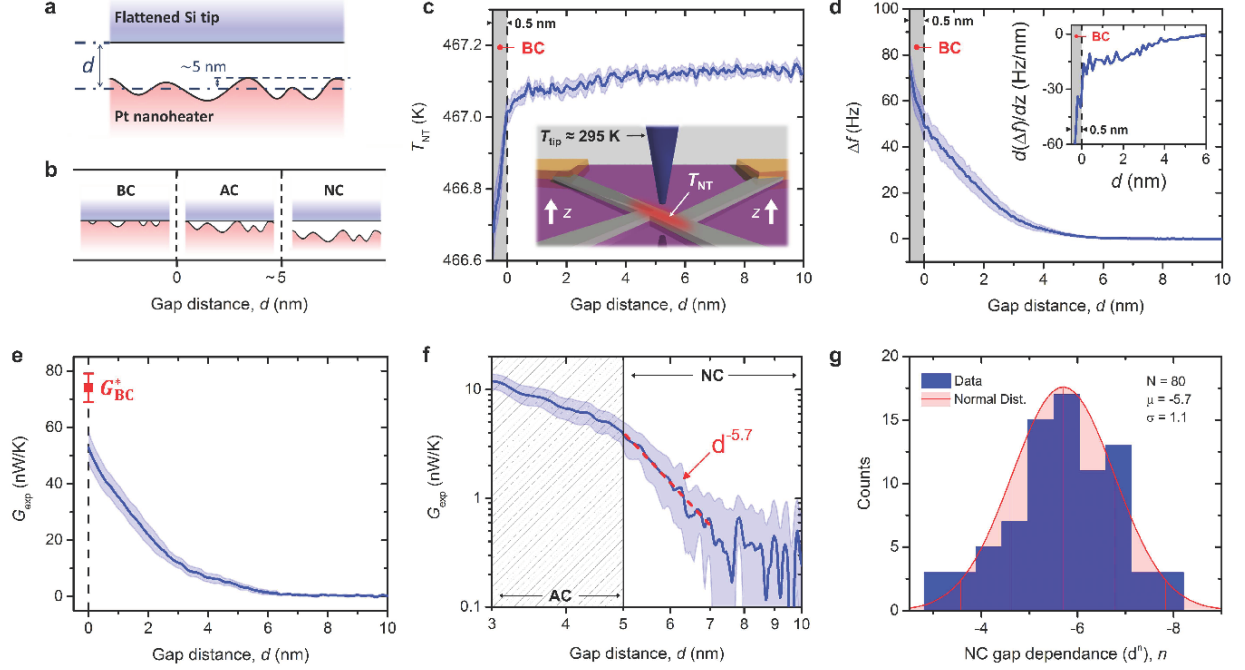 a
Flattened Si tip
d
~5 nm
Pt nanoheater
b
BC
AC
NC
0
~5
Gap distance, d (nm)
c
0.5 nm
BC
467.2
467.0
466.8
466.6
T_NT (K)
T_tip ≈ 295 K
T_NT
z
z
0 2 4 6 8 10
Gap distance, d (nm)
d
0.5 nm
BC
100
80
60
40
20
0
Δf (Hz)
BC
0
-30
-60
d(Δf)/dz (Hz/nm)
0.5 nm
0 2 4 6
d (nm)
0 2 4 6 8 10
Gap distance, d (nm)
e
80
60
40
20
0
G_exp (nW/K)
G*_BC
0 2 4 6 8 10
Gap distance, d (nm)
f
NC
10
1
0.1
G_exp (nW/K)
d^-5.7
AC
3 4 5 6 7 8 9 10
Gap distance, d (nm)
g
Data
Normal Dist.
N = 80
μ = -5.7
σ = 1.1
20
15
10
5
0
Counts
-4 -6 -8
NC gap dependance (d^n), n